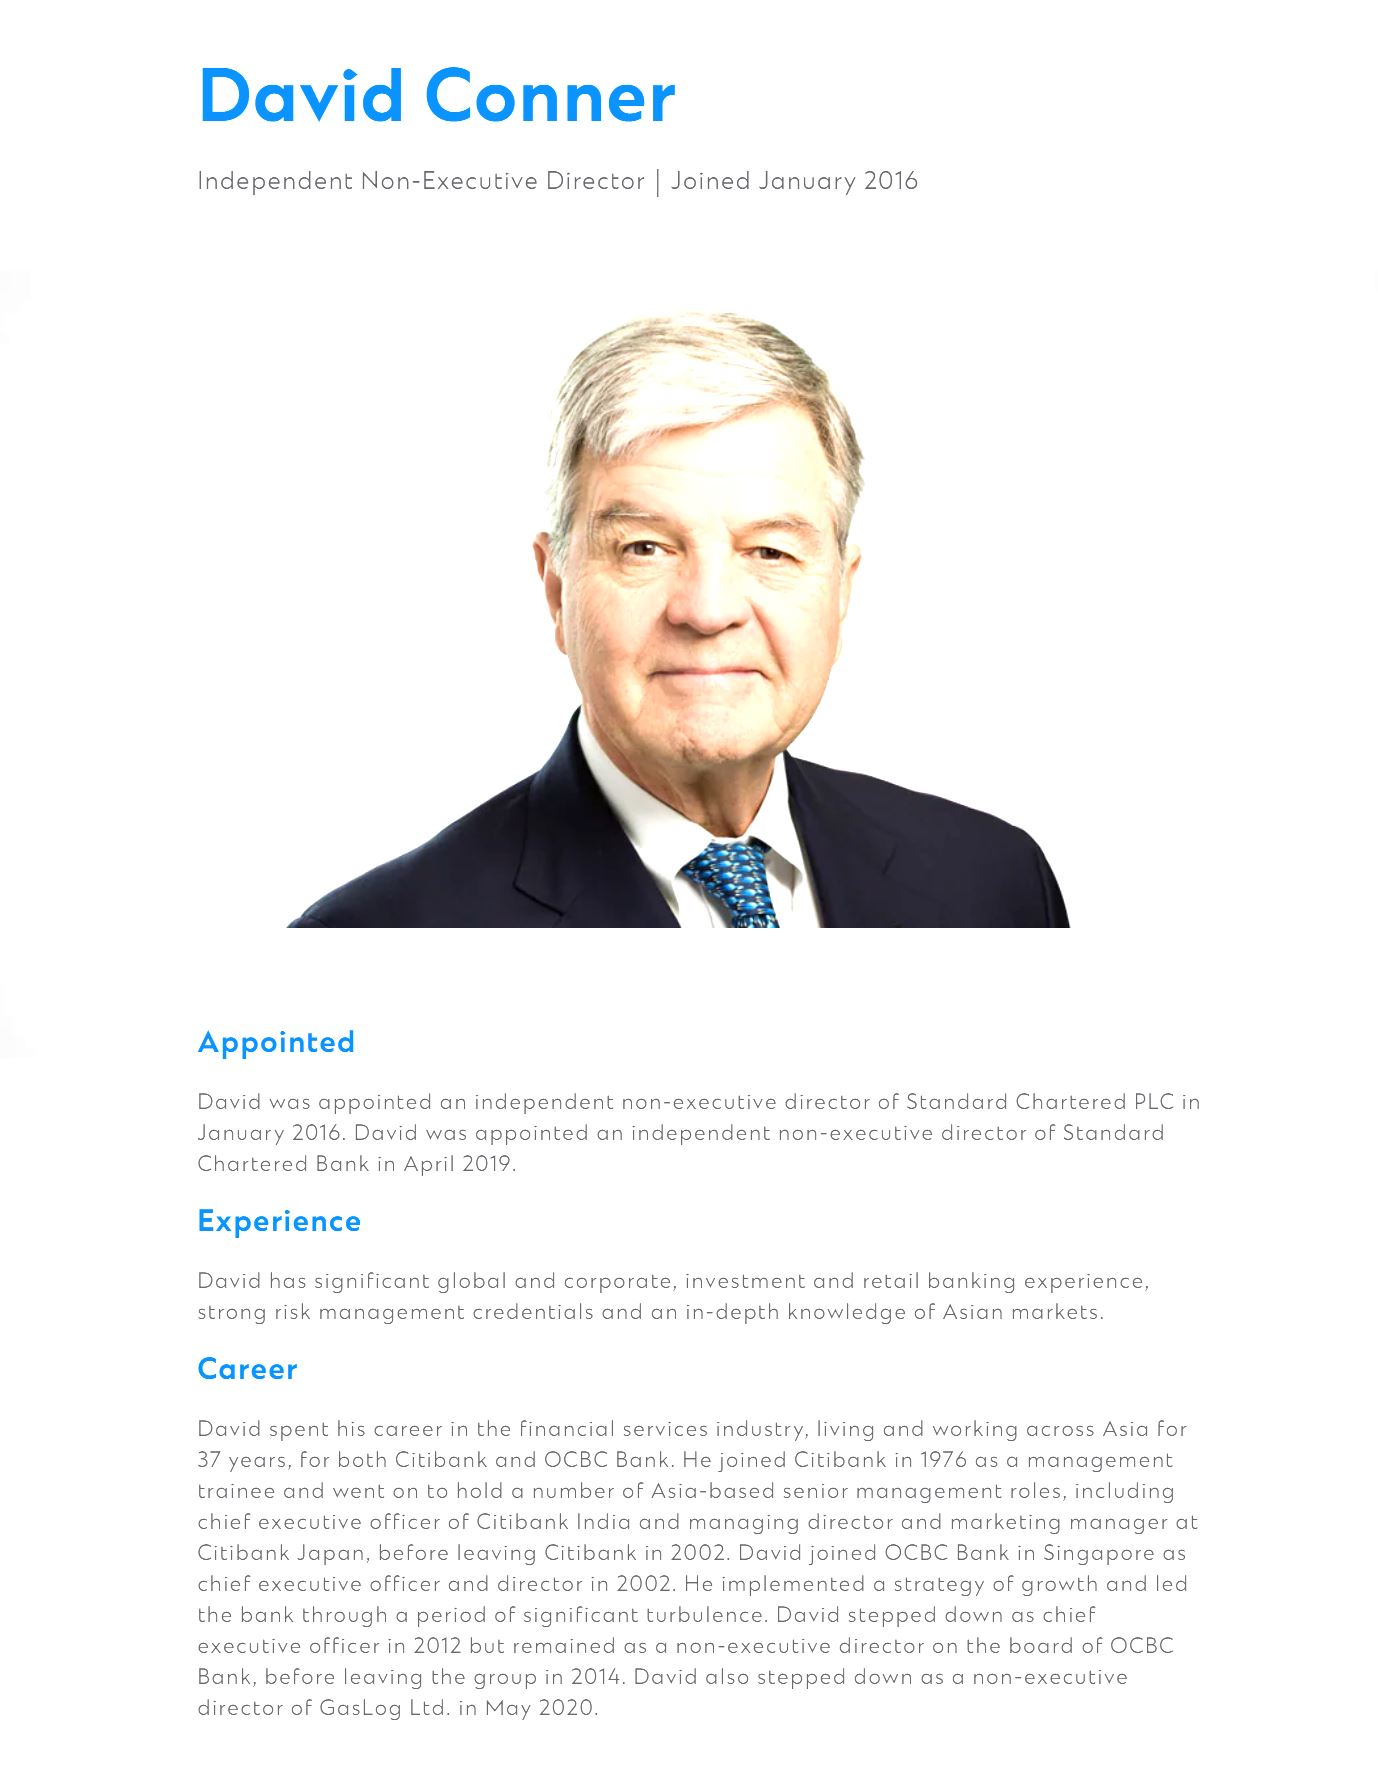 David Conner
Independent Non-Executive Director | Joined January 2016
Appointed
David was appointed an independent non-executive director of Standard Chartered PLC in
January 2016. David was appointed an independent non-executive director of Standard
Chartered Bank in April 2019.
Experience
David has significant global and corporate, investment and retail banking experience,
strong risk management credentials and an in-depth knowledge of Asian markets.
Career
David spent his career in the financial services industry, living and working across Asia for
37 years, for both Citibank and OCBC Bank. He joined Citibank in 1976 as a management
trainee and went on to hold a number of Asia-based senior management roles, including
chief executive officer of Citibank India and managing director and marketing manager at
Citibank Japan, before leaving Citibank in 2002. David joined OCBC Bank in Singapore as
chief executive officer and director in 2002. He implemented a strategy of growth and led
the bank through a period of significant turbulence. David stepped down as chief
executive officer in 2012 but remained as a non-executive director on the board of OCBC
Bank, before leaving the group in 2014. David also stepped down as a non-executive
director of GasLog Ltd. in May 2020.